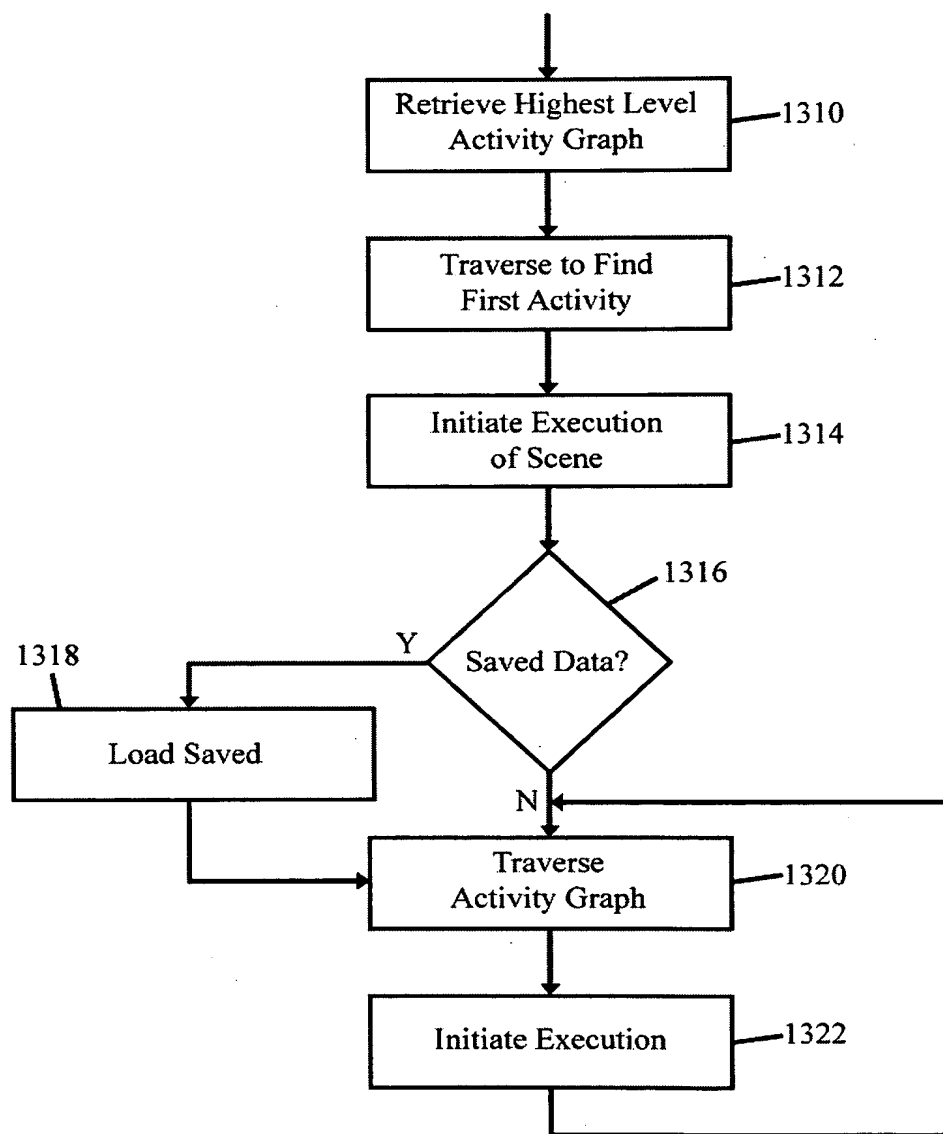 Retrieve Highest Level
Activity Graph
1310
Traverse to Find
First Activity
1312
Initiate Execution
of Scene
1314
1316
Saved Data?
Y
1318
Load Saved
N
Traverse
Activity Graph
1320
Initiate Execution
1322